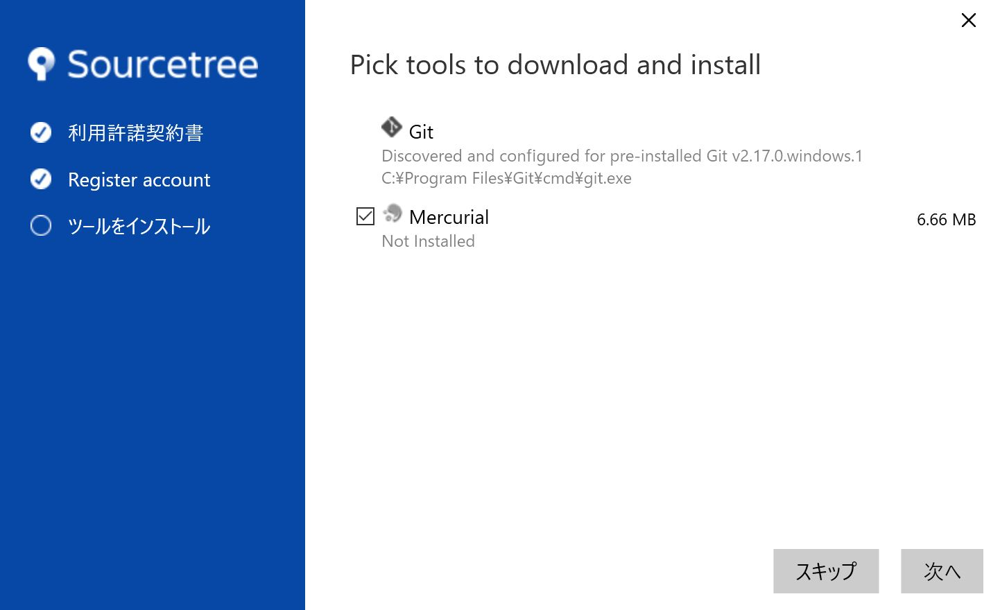 Sourcetree
利用許諾契約書
Register account
ツールをインストール
Pick tools to download and install
Git
Discovered and configured for pre-installed Git v2.17.0.windows.1
C:¥Program Files¥Git¥cmd¥git.exe
Mercurial
6.66 MB
Not Installed
スキップ
次へ